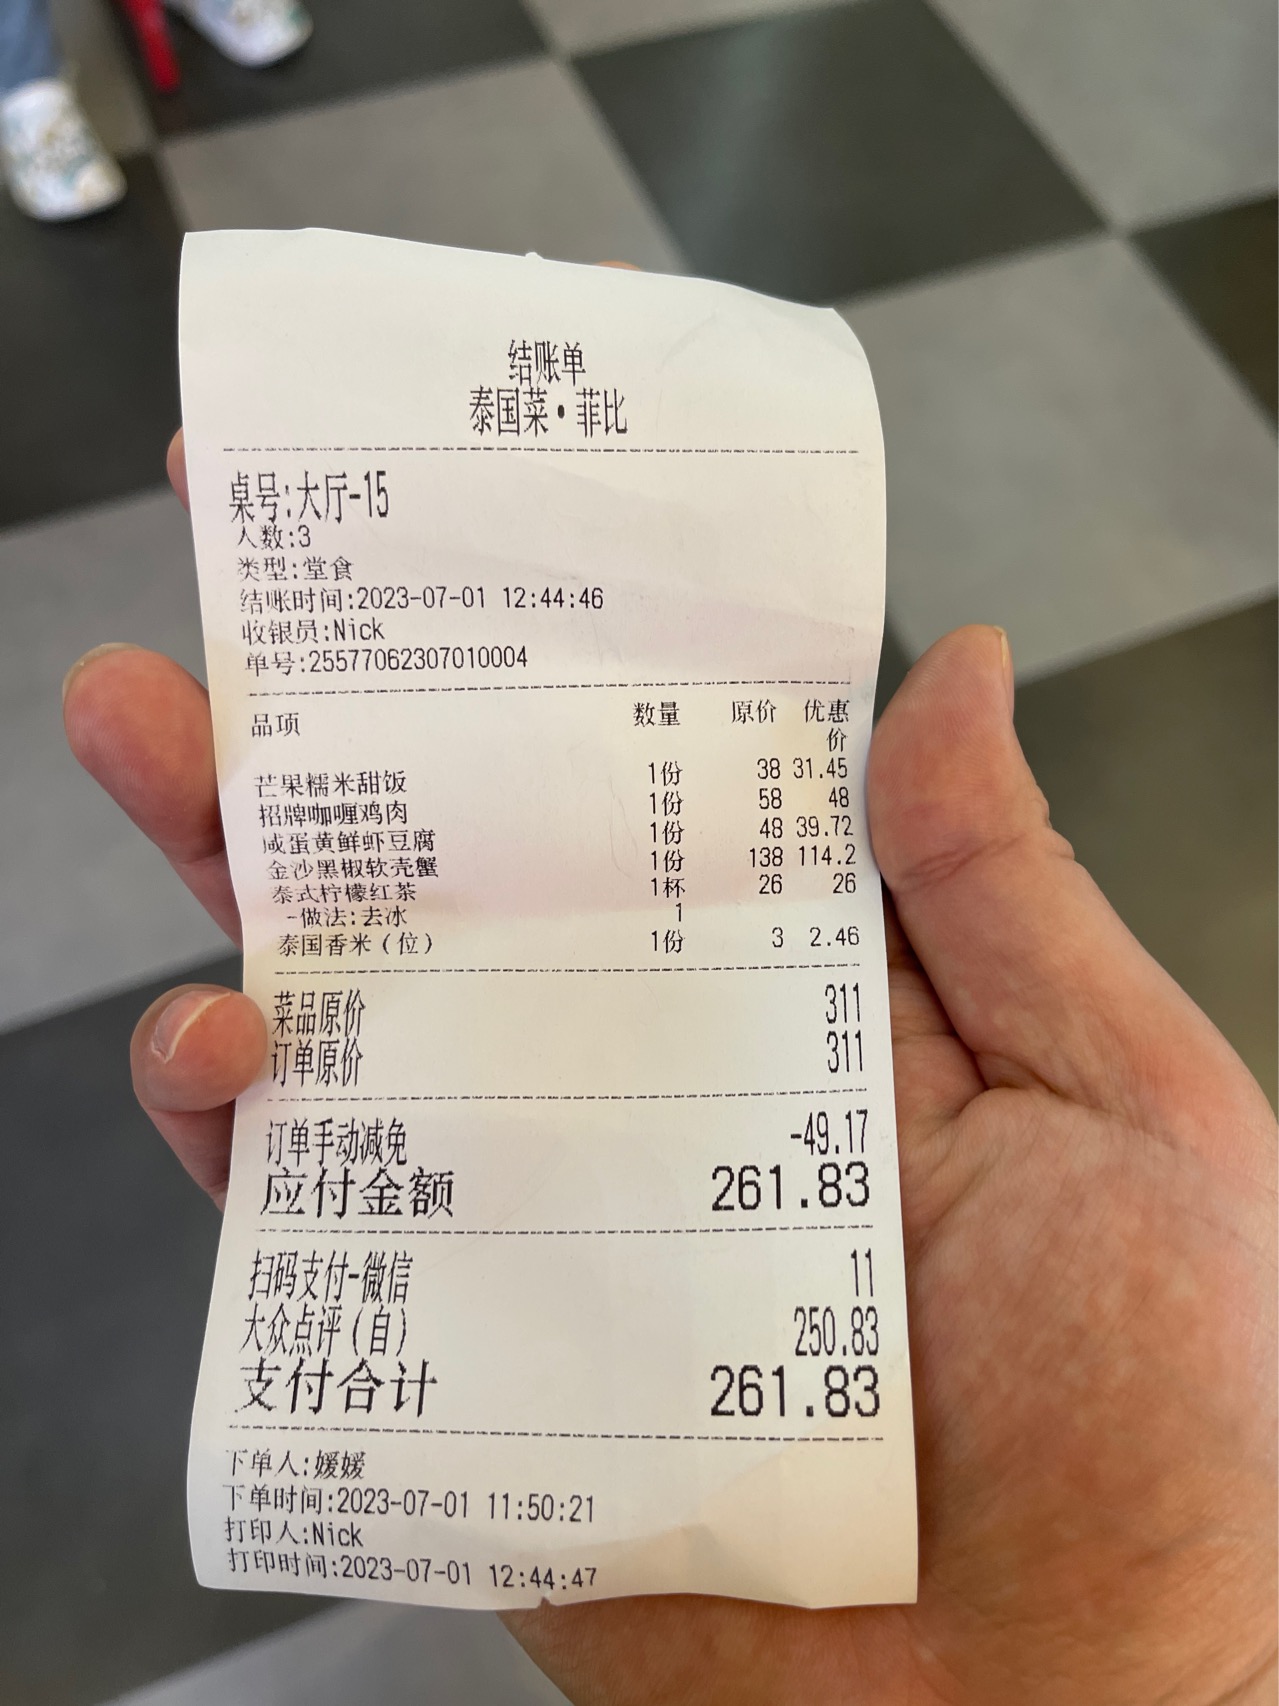 结账单
泰国菜·菲比
桌号:大厅-15
人数:3
类型:堂食
结账时间:2023-07-01 12:44:46
收银员:Nick
单号:25577062307010004
品项 数量 原价 优惠价
芒果糯米甜饭 1份 38 31.45
招牌咖喱鸡肉 1份 58 48
咸蛋黄鲜虾豆腐 1份 48 39.72
金沙黑椒软壳蟹 1份 138 114.2
泰式柠檬红茶 1杯 26 26
-做法:去冰 1
泰国香米(位) 1份 3 2.46
菜品原价 311
订单原价 311
订单手动减免 -49.17
应付金额 261.83
扫码支付-微信 11
大众点评(自) 250.83
支付合计 261.83
下单人:媛媛
下单时间:2023-07-01 11:50:21
打印人:Nick
打印时间:2023-07-01 12:44:47